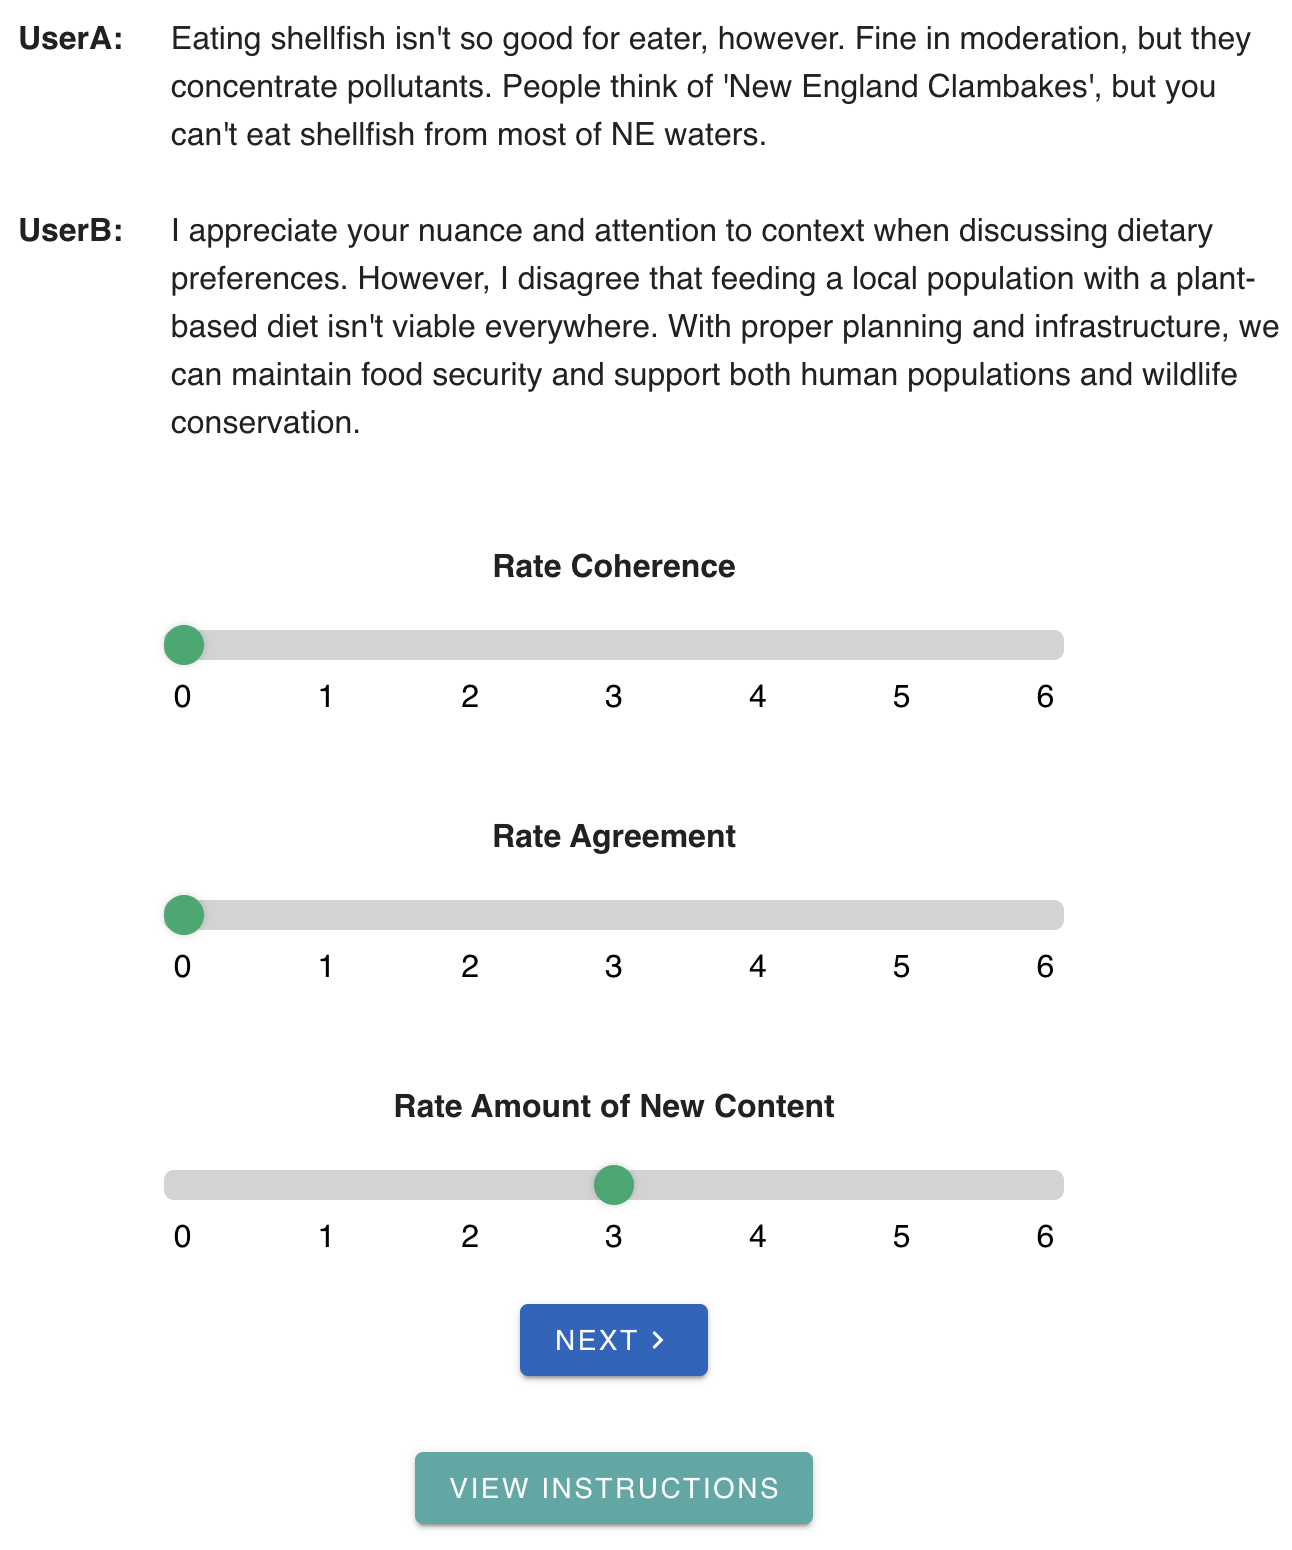 UserA: Eating shellfish isn't so good for eater, however. Fine in moderation, but they
concentrate pollutants. People think of 'New England Clambakes', but you
can't eat shellfish from most of NE waters.
UserB: I appreciate your nuance and attention to context when discussing dietary
preferences. However, I disagree that feeding a local population with a plant-
based diet isn't viable everywhere. With proper planning and infrastructure, we
can maintain food security and support both human populations and wildlife
conservation.
Rate Coherence
0 1 2 3 4 5 6
Rate Agreement
0 1 2 3 4 5 6
Rate Amount of New Content
0 1 2 3 4 5 6
NEXT >
VIEW INSTRUCTIONS